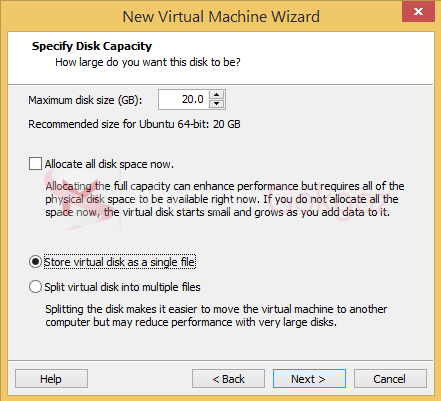 New Virtual Machine Wizard
Specify Disk Capacity
How large do you want this disk to be?
Maximum disk size (GB): 20.0
Recommended size for Ubuntu 64-bit: 20 GB
Allocate all disk space now.
Allocating the full capacity can enhance performance but requires all of the
physical disk space to be available right now. If you do not allocate all the
space now, the virtual disk starts small and grows as you add data to it.
Store virtual disk as a single file
Split virtual disk into multiple files
Splitting the disk makes it easier to move the virtual machine to another
computer but may reduce performance with very large disks.
Help < Back Next > Cancel